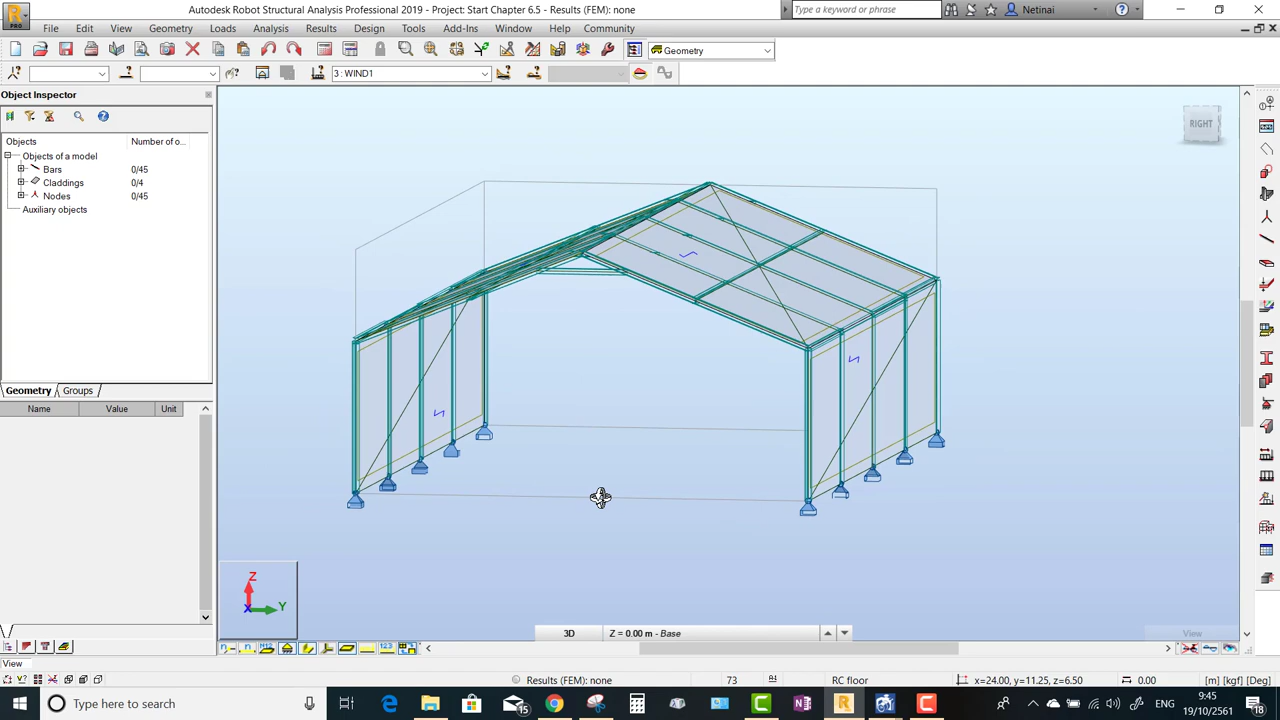 Autodesk Robot Structural Analysis Professional 2019 - Project: Start Chapter 6.5 - Results (FEM): none
Type a keyword or phrase
Netinai
PRO
File Edit View Geometry Loads Analysis Results Design Tools Add-Ins Window Help Community
Geometry
3 : WIND1
Object Inspector
Objects Number of o...
Objects of a model
Bars 0/45
Claddings 0/4
Nodes 0/45
Auxiliary objects
Geometry Groups
Name Value Unit
RIGHT
Z
Y
X
3D Z = 0.00 m - Base
View
View
Results (FEM): none 73 RC floor x=24.00, y=11.25, z=6.50 0.00 [m] [kgf] [Deg]
Type here to search
15
ENG
9:45
19/10/2561
18